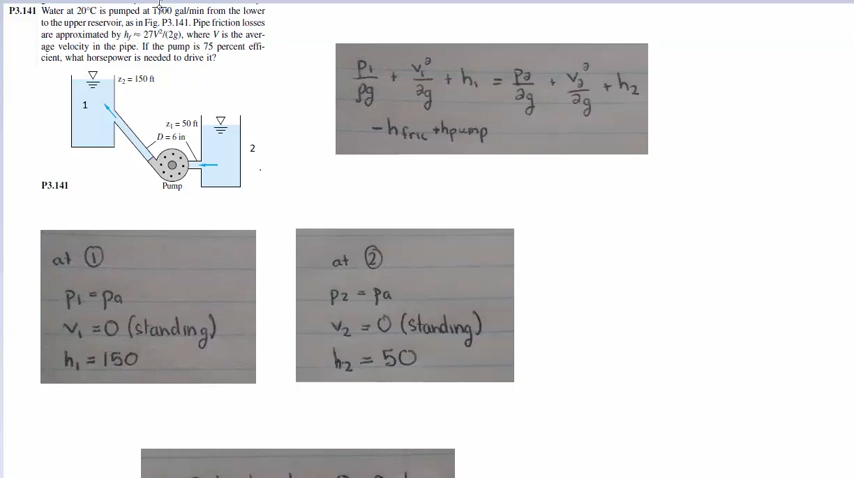 P3.141 Water at 20°C is pumped at 1500 gal/min from the lower
to the upper reservoir, as in Fig. P3.141. Pipe friction losses
are approximated by hf ≈ 27V²/(2g), where V is the aver-
age velocity in the pipe. If the pump is 75 percent effi-
cient, what horsepower is needed to drive it?
z₂ = 150 ft
1
z₁ = 50 ft
D = 6 in
2
P3.141
Pump
P₁/ρg + V₁²/2g + h₁ = P₂/2g + V₂²/2g + h₂
-hfric + hpump
at ①
P₁ = Pa
V₁ = 0 (standing)
h₁ = 150
at ②
P₂ = Pa
V₂ = 0 (standing)
h₂ = 50